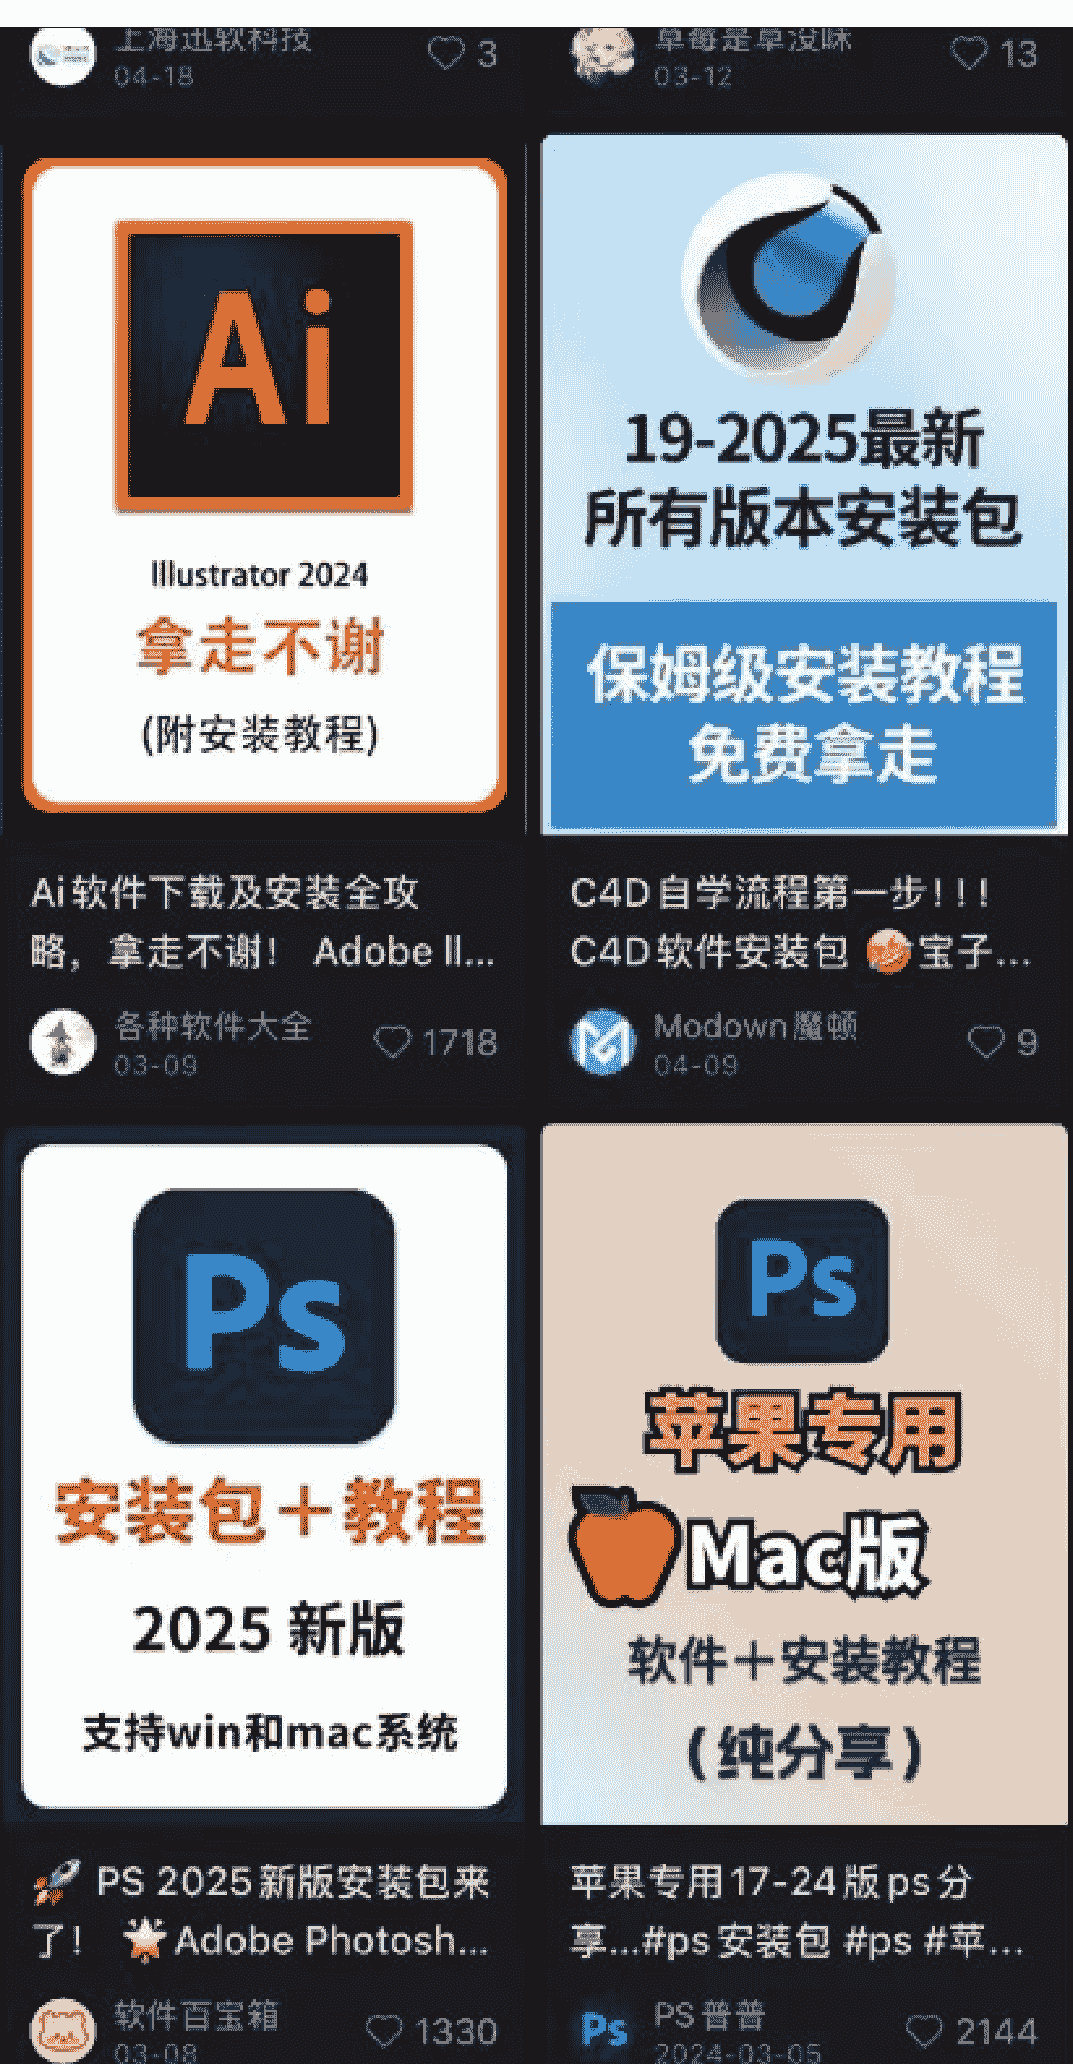 上海迅软科技
04-18
3
草每是草没味
03-12
13
Ai
Illustrator 2024
拿走不谢
(附安装教程)
Ai软件下载及安装全攻
略，拿走不谢！ Adobe Il...
各种软件大全
03-09
1718
19-2025最新
所有版本安装包
保姆级安装教程
免费拿走
C4D自学流程第一步!!!
C4D软件安装包 宝子...
Modown魔顿
04-09
9
Ps
安装包＋教程
2025 新版
支持win和mac系统
PS 2025新版安装包来
了！ Adobe Photosh...
软件百宝箱
03-08
1330
Ps
苹果专用
Mac版
软件＋安装教程
（纯分享）
苹果专用17-24版ps分
享...#ps安装包 #ps #苹...
Ps
PS普普
2024-03-05
2144